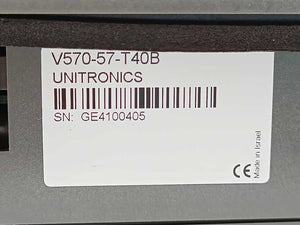 V570-57-T40B
UNITRONICS
SN: GE4100405
CE
Made in Israel